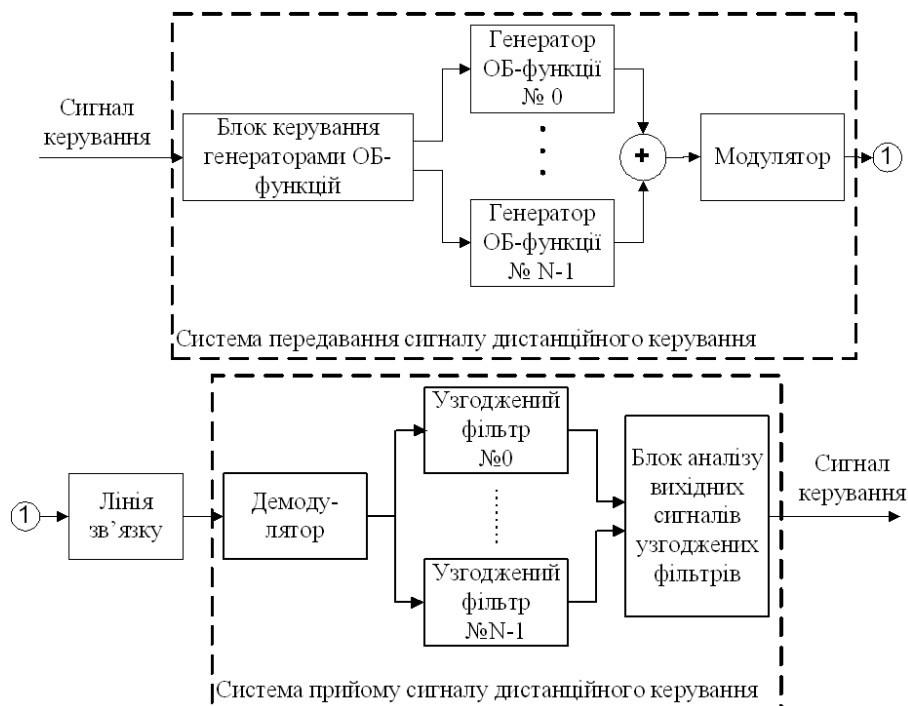 Генератор
ОБ-функції
№ 0
Сигнал
керування
Блок керування
генераторами ОБ-
функцій
+
Модулятор
1
Генератор
ОБ-функції
№ N-1
Система передавання сигналу дистанційного керування
Узгоджений
фільтр
№0
1
Лінія
зв’язку
Демоду-
лятор
Блок аналізу
вихідних
сигналів
узгоджених
фільтрів
Сигнал
керування
Узгоджений
фільтр
№N-1
Система прийому сигналу дистанційного керування